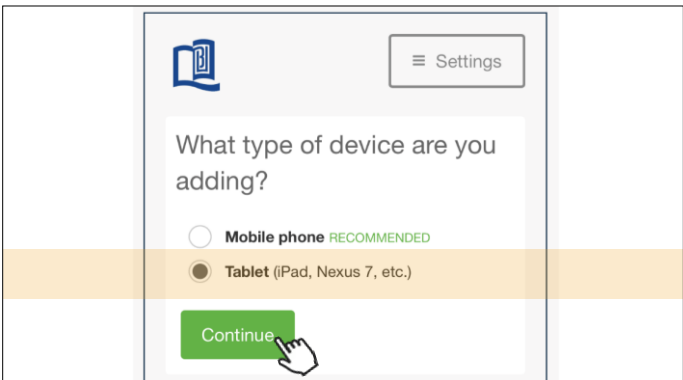 ≡ Settings
What type of device are you
adding?
Mobile phone RECOMMENDED
Tablet (iPad, Nexus 7, etc.)
Continue